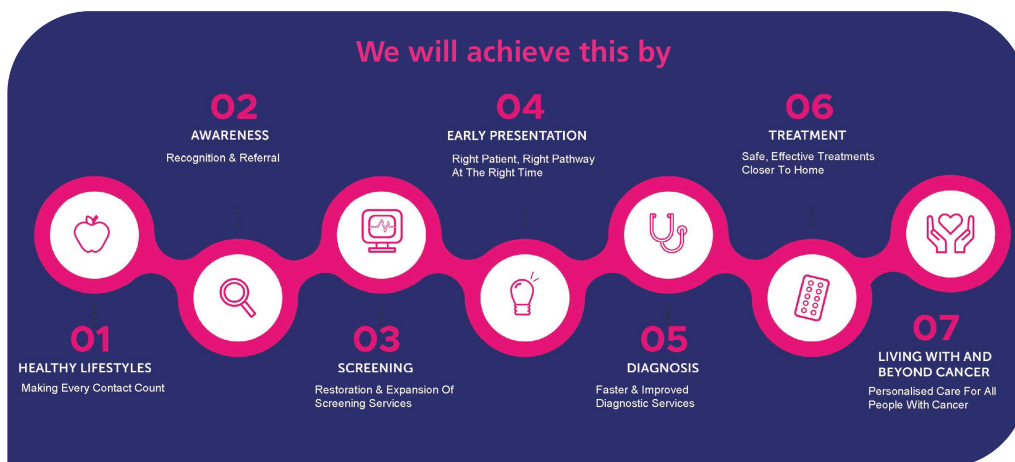 We will achieve this by
01
HEALTHY LIFESTYLES
Making Every Contact Count
02
AWARENESS
Recognition & Referral
03
SCREENING
Restoration & Expansion Of
Screening Services
04
EARLY PRESENTATION
Right Patient, Right Pathway
At The Right Time
05
DIAGNOSIS
Faster & Improved
Diagnostic Services
06
TREATMENT
Safe, Effective Treatments
Closer To Home
07
LIVING WITH AND
BEYOND CANCER
Personalised Care For All
People With Cancer